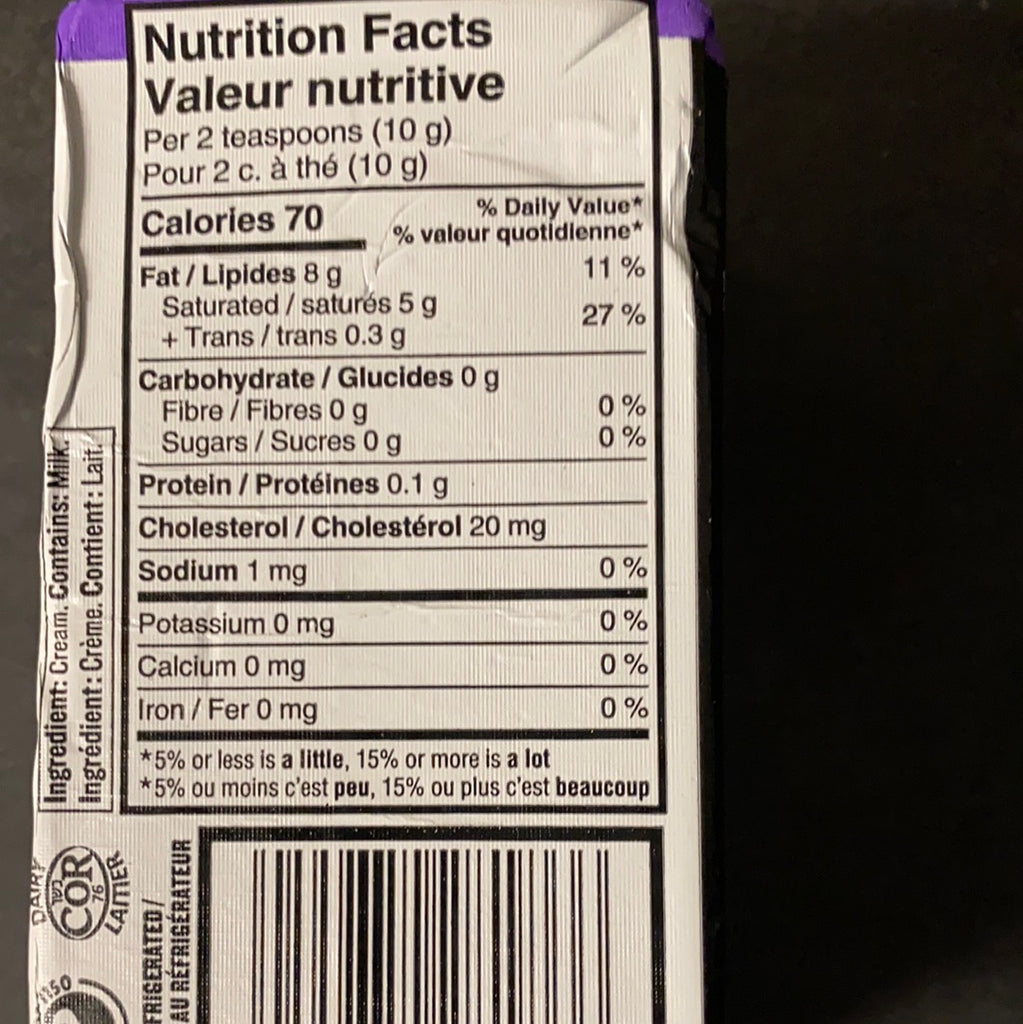 Nutrition Facts
Valeur nutritive
Per 2 teaspoons (10 g)
Pour 2 c. à thé (10 g)
Calories 70
% Daily Value*
% valeur quotidienne*
Fat / Lipides 8 g 11 %
Saturated / saturés 5 g
+ Trans / trans 0.3 g
27 %
Carbohydrate / Glucides 0 g
Fibre / Fibres 0 g 0 %
Sugars / Sucres 0 g 0 %
Protein / Protéines 0.1 g
Cholesterol / Cholestérol 20 mg
Sodium 1 mg 0 %
Potassium 0 mg 0 %
Calcium 0 mg 0 %
Iron / Fer 0 mg 0 %
*5% or less is a little, 15% or more is a lot
*5% ou moins c'est peu, 15% ou plus c'est beaucoup
Ingredient: Cream. Contains: Milk.
Ingrédient: Crème. Contient: Lait.
DAIRY
כשר
COR
76
LAITIER
FRIGERATED/
AU RÉFRIGÉRATEUR